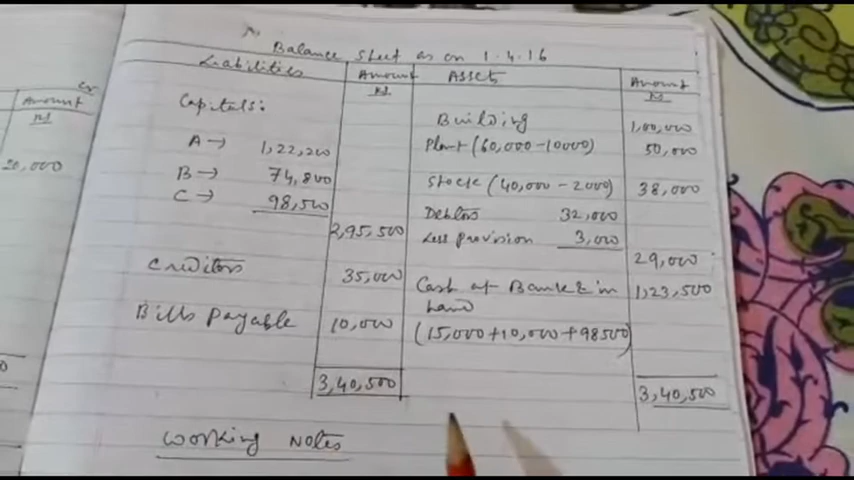 Balance Sheet as on 1.4.16
Liabilities Amount Assets Amount
Rs Rs
Capitals:
A → 1,22,200
B → 74,800
C → 98,500
2,95,500
Creditors 35,000
Bills Payable 10,000
3,40,500
Building 1,00,000
Plant (60,000-10000) 50,000
Stock (40,000-2000) 38,000
Debtors 32,000
Less Provision 3,000
29,000
Cash at Bank & in 1,23,500
hand
(15,000+10,000+98500)
3,40,500
Working Notes
Amount
Rs
20,000